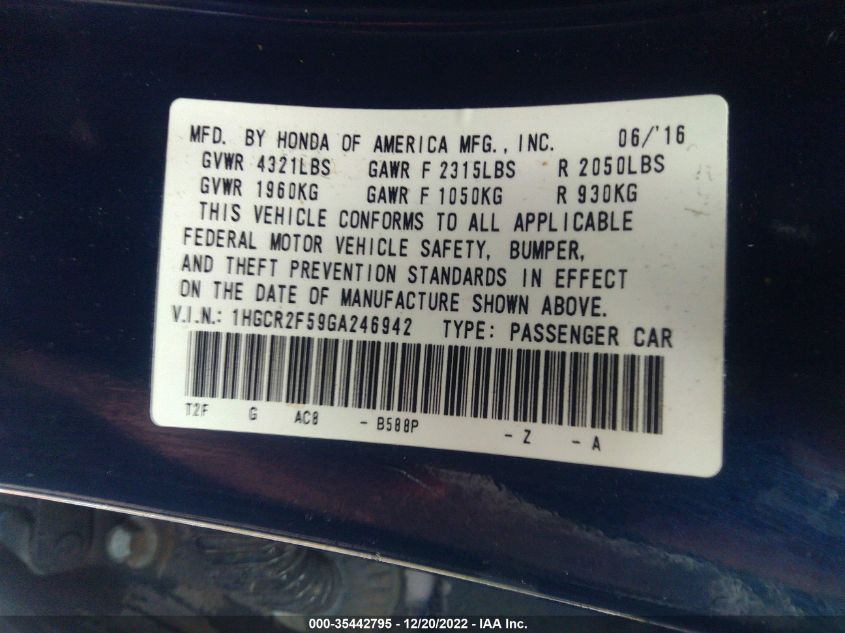 MFD. BY HONDA OF AMERICA MFG., INC. 06/'16
GVWR 4321LBS GAWR F 2315LBS R 2050LBS
GVWR 1960KG GAWR F 1050KG R 930KG
THIS VEHICLE CONFORMS TO ALL APPLICABLE
FEDERAL MOTOR VEHICLE SAFETY, BUMPER,
AND THEFT PREVENTION STANDARDS IN EFFECT
ON THE DATE OF MANUFACTURE SHOWN ABOVE.
V.I.N.: 1HGCR2F59GA246942 TYPE: PASSENGER CAR
T2F G AC8 - B588P - Z - A
000-35442795 - 12/20/2022 - IAA Inc.